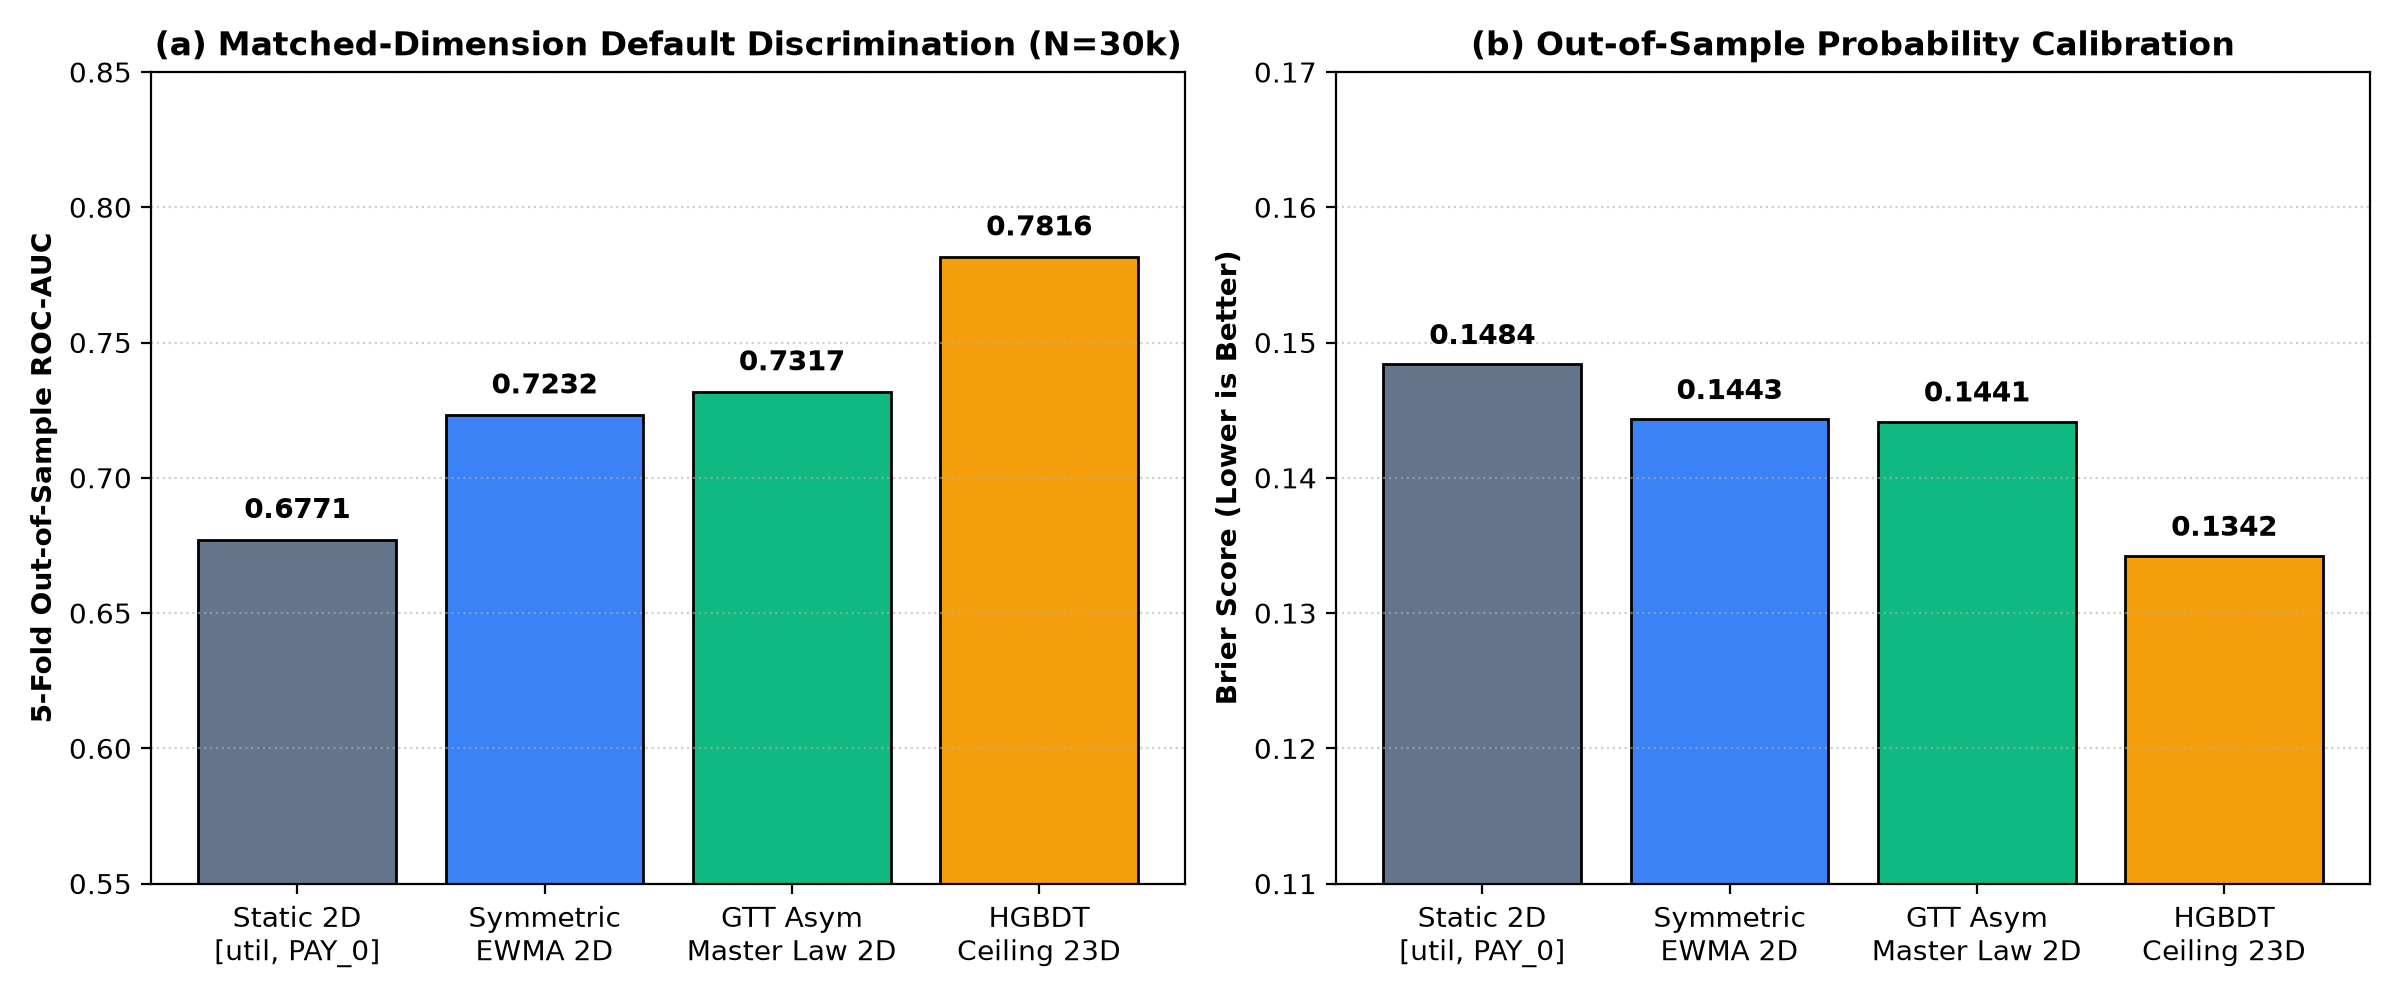 (a) Matched-Dimension Default Discrimination (N=30k)
5-Fold Out-of-Sample ROC-AUC
0.85
0.80
0.75
0.70
0.65
0.60
0.55
0.6771
0.7232
0.7317
0.7816
Static 2D
[util, PAY_0]
Symmetric
EWMA 2D
GTT Asym
Master Law 2D
HGBDT
Ceiling 23D
(b) Out-of-Sample Probability Calibration
Brier Score (Lower is Better)
0.17
0.16
0.15
0.14
0.13
0.12
0.11
0.1484
0.1443
0.1441
0.1342
Static 2D
[util, PAY_0]
Symmetric
EWMA 2D
GTT Asym
Master Law 2D
HGBDT
Ceiling 23D